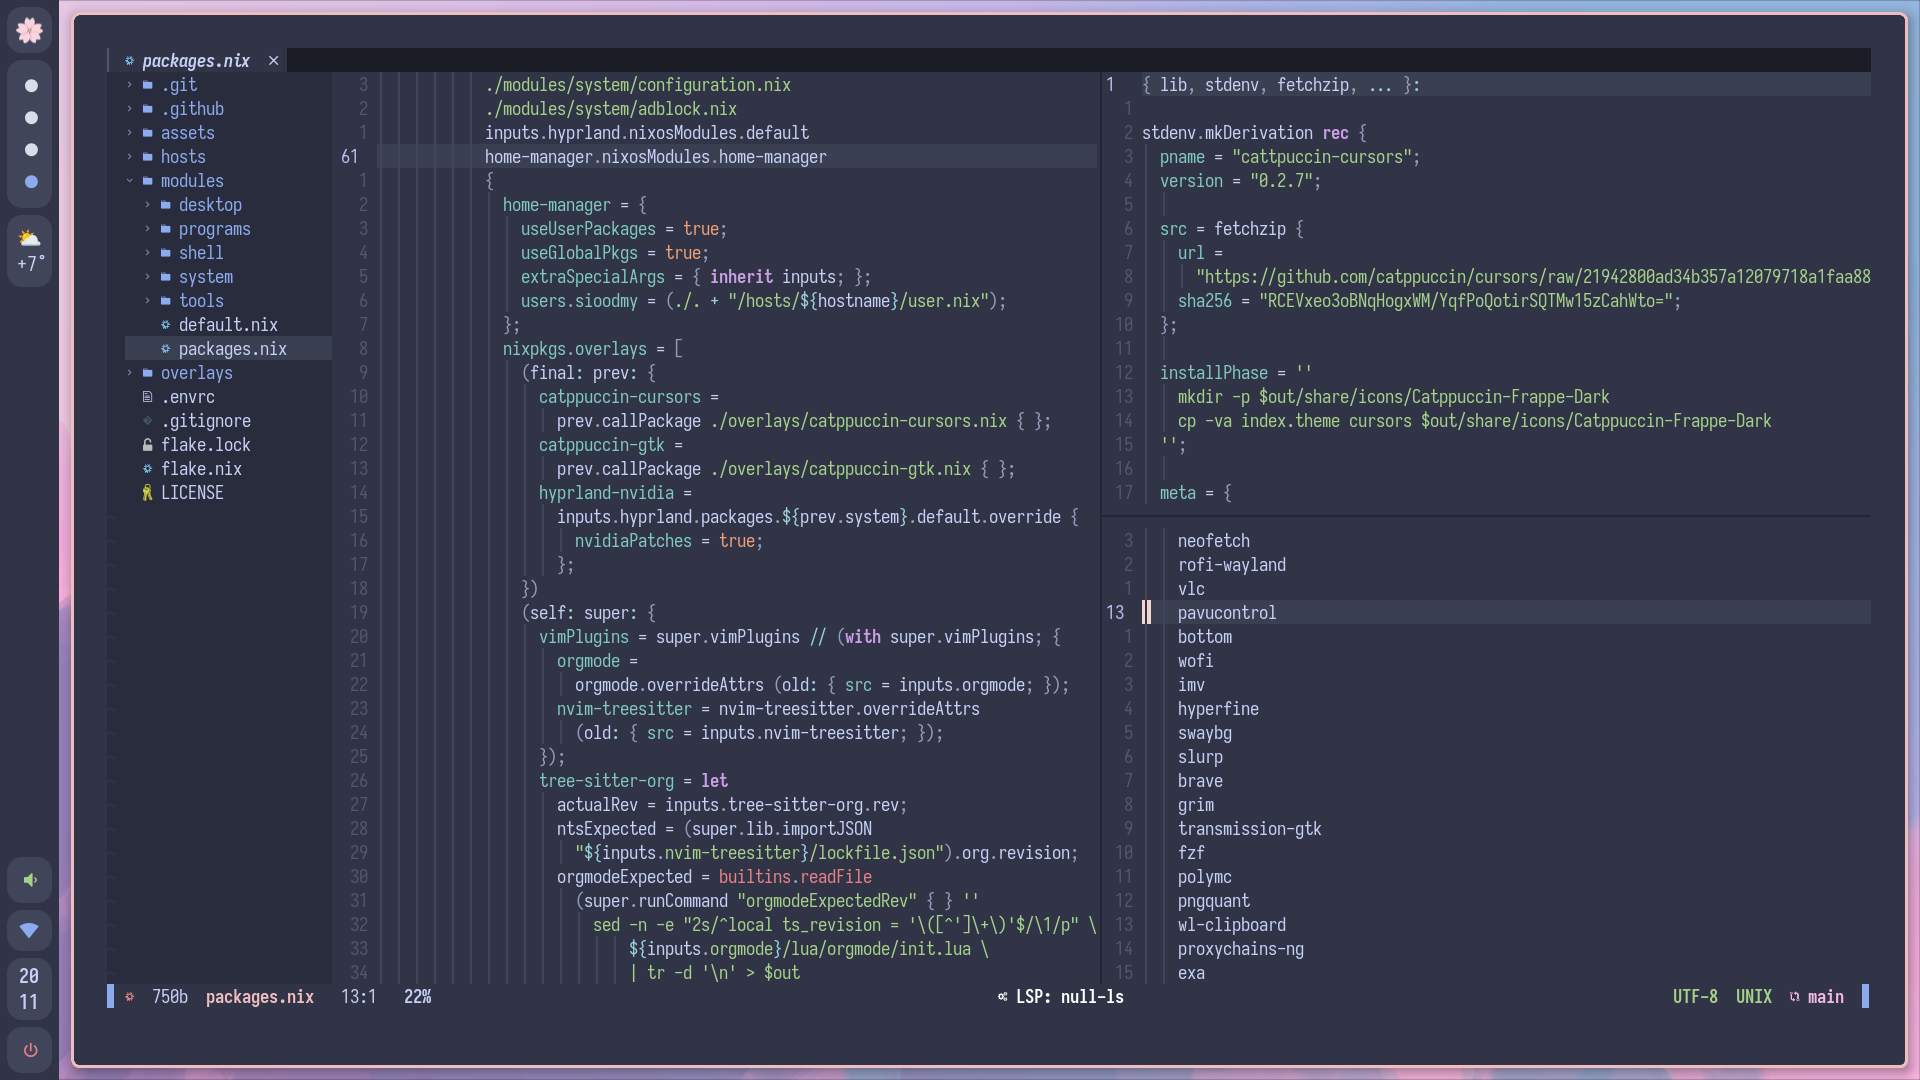 packages.nix ×
.git
.github
assets
hosts
modules
desktop
programs
shell
system
tools
default.nix
packages.nix
overlays
.envrc
.gitignore
flake.lock
flake.nix
LICENSE
3 ./modules/system/configuration.nix
2 ./modules/system/adblock.nix
1 inputs.hyprland.nixosModules.default
61 home-manager.nixosModules.home-manager
1 {
2 home-manager = {
3 useUserPackages = true;
4 useGlobalPkgs = true;
5 extraSpecialArgs = { inherit inputs; };
6 users.sioodmy = (./. + "/hosts/${hostname}/user.nix");
7 };
8 nixpkgs.overlays = [
9 (final: prev: {
10 catppuccin-cursors =
11 prev.callPackage ./overlays/catppuccin-cursors.nix { };
12 catppuccin-gtk =
13 prev.callPackage ./overlays/catppuccin-gtk.nix { };
14 hyprland-nvidia =
15 inputs.hyprland.packages.${prev.system}.default.override {
16 nvidiaPatches = true;
17 };
18 })
19 (self: super: {
20 vimPlugins = super.vimPlugins // (with super.vimPlugins; {
21 orgmode =
22 orgmode.overrideAttrs (old: { src = inputs.orgmode; });
23 nvim-treesitter = nvim-treesitter.overrideAttrs
24 (old: { src = inputs.nvim-treesitter; });
25 });
26 tree-sitter-org = let
27 actualRev = inputs.tree-sitter-org.rev;
28 ntsExpected = (super.lib.importJSON
29 "${inputs.nvim-treesitter}/lockfile.json").org.revision;
30 orgmodeExpected = builtins.readFile
31 (super.runCommand "orgmodeExpectedRev" { } ''
32 sed -n -e "2s/^local ts_revision = '\([^']\+\)'$/\1/p" \
33 ${inputs.orgmode}/lua/orgmode/init.lua \
34 | tr -d '\n' > $out
1 { lib, stdenv, fetchzip, ... }:
1
2 stdenv.mkDerivation rec {
3 pname = "cattpuccin-cursors";
4 version = "0.2.7";
5
6 src = fetchzip {
7 url =
8 "https://github.com/catppuccin/cursors/raw/21942800ad34b357a12079718a1faa88
9 sha256 = "RCEVxeo3oBNqHogxWM/YqfPoQotirSQTMw15zCahWto=";
10 };
11
12 installPhase = ''
13 mkdir -p $out/share/icons/Catppuccin-Frappe-Dark
14 cp -va index.theme cursors $out/share/icons/Catppuccin-Frappe-Dark
15 '';
16
17 meta = {
3 neofetch
2 rofi-wayland
1 vlc
13 pavucontrol
1 bottom
2 wofi
3 imv
4 hyperfine
5 swaybg
6 slurp
7 brave
8 grim
9 transmission-gtk
10 fzf
11 polymc
12 pngquant
13 wl-clipboard
14 proxychains-ng
15 exa
750b packages.nix 13:1 22% LSP: null-ls UTF-8 UNIX main
+7°
20
11